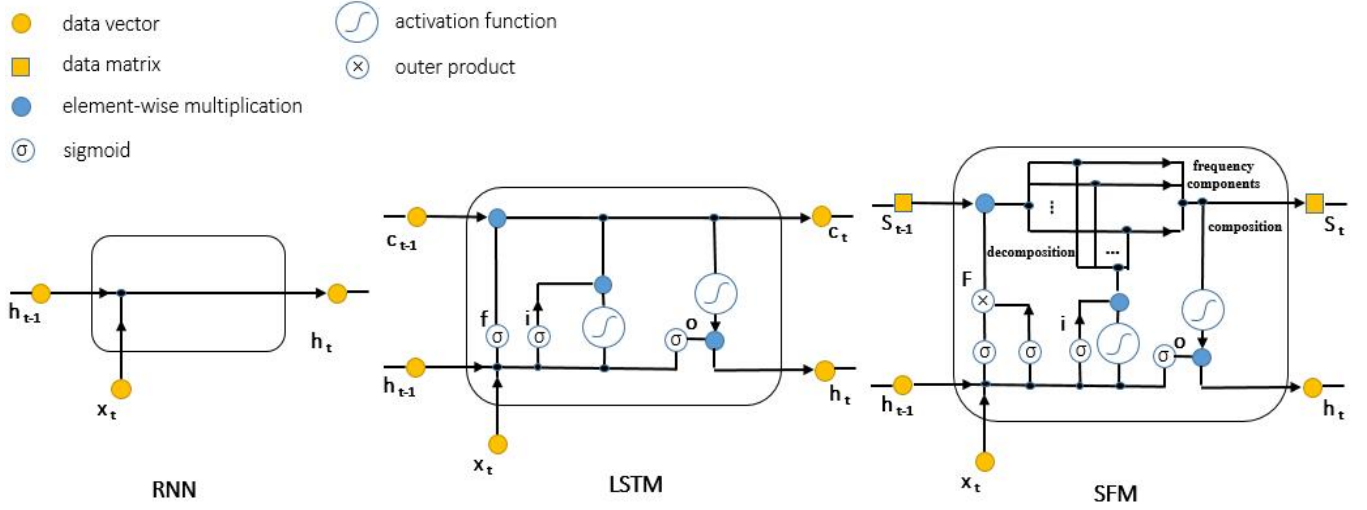 data vector
data matrix
element-wise multiplication
σ sigmoid
activation function
× outer product
h t-1
x t
h t
RNN
c t-1
c t
f
σ
i
σ
σ
o
h t-1
h t
x t
LSTM
S t-1
frequency
components
⋮
decomposition
...
composition
S t
F
×
σ
σ
i
σ
σ
o
h t-1
h t
x t
SFM